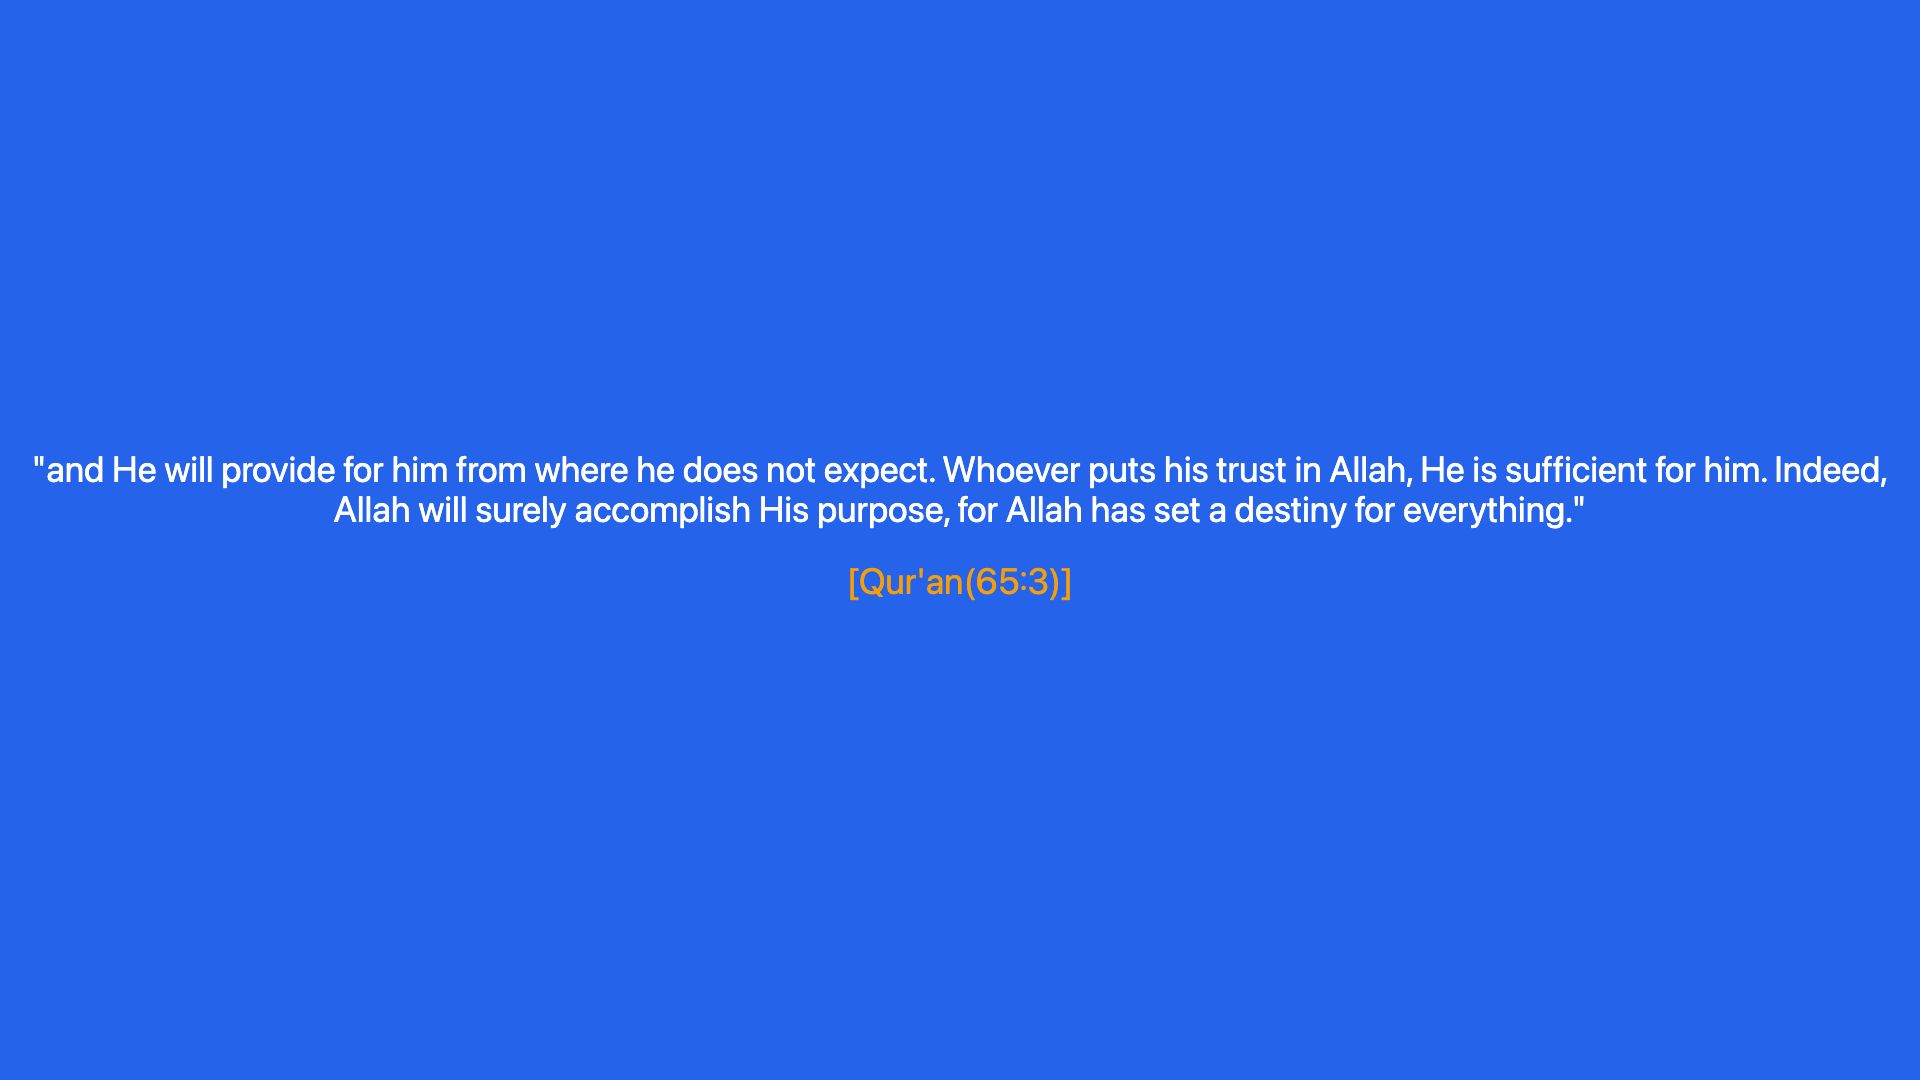 "and He will provide for him from where he does not expect. Whoever puts his trust in Allah, He is sufficient for him. Indeed,
Allah will surely accomplish His purpose, for Allah has set a destiny for everything."
[Qur'an(65:3)]